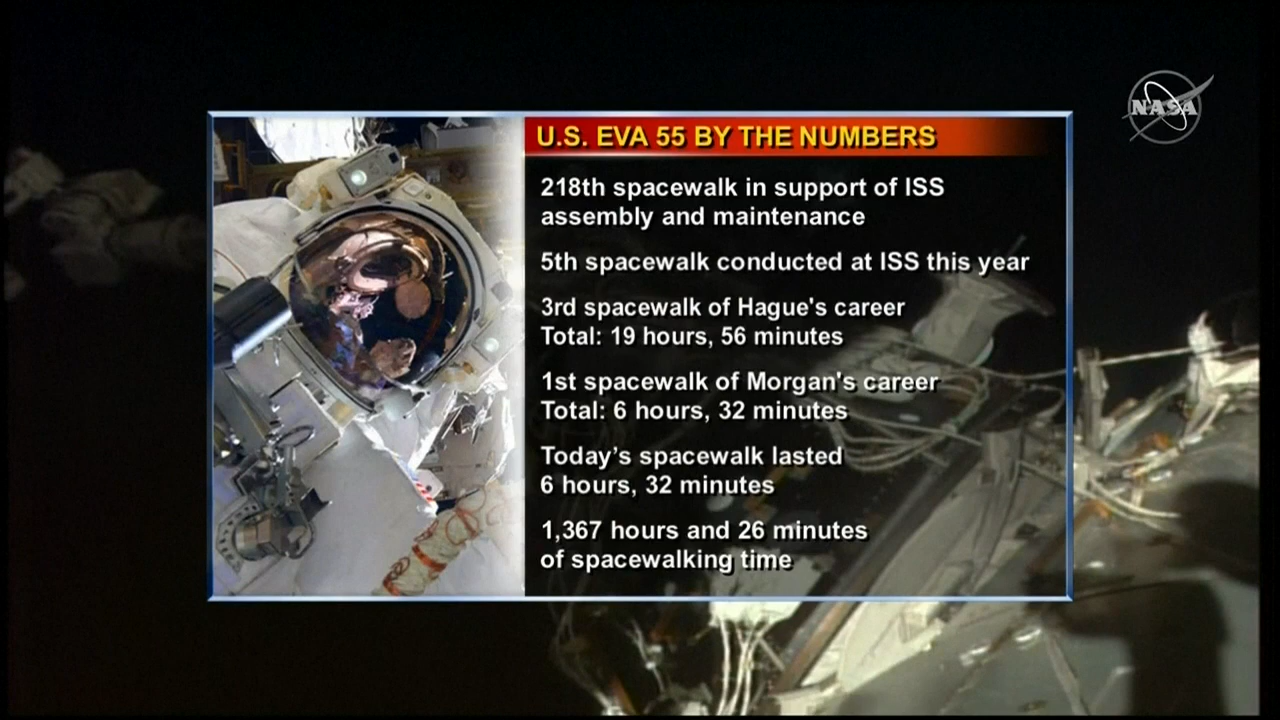 NASA
U.S. EVA 55 BY THE NUMBERS
218th spacewalk in support of ISS
assembly and maintenance
5th spacewalk conducted at ISS this year
3rd spacewalk of Hague's career
Total: 19 hours, 56 minutes
1st spacewalk of Morgan's career
Total: 6 hours, 32 minutes
Today’s spacewalk lasted
6 hours, 32 minutes
1,367 hours and 26 minutes
of spacewalking time